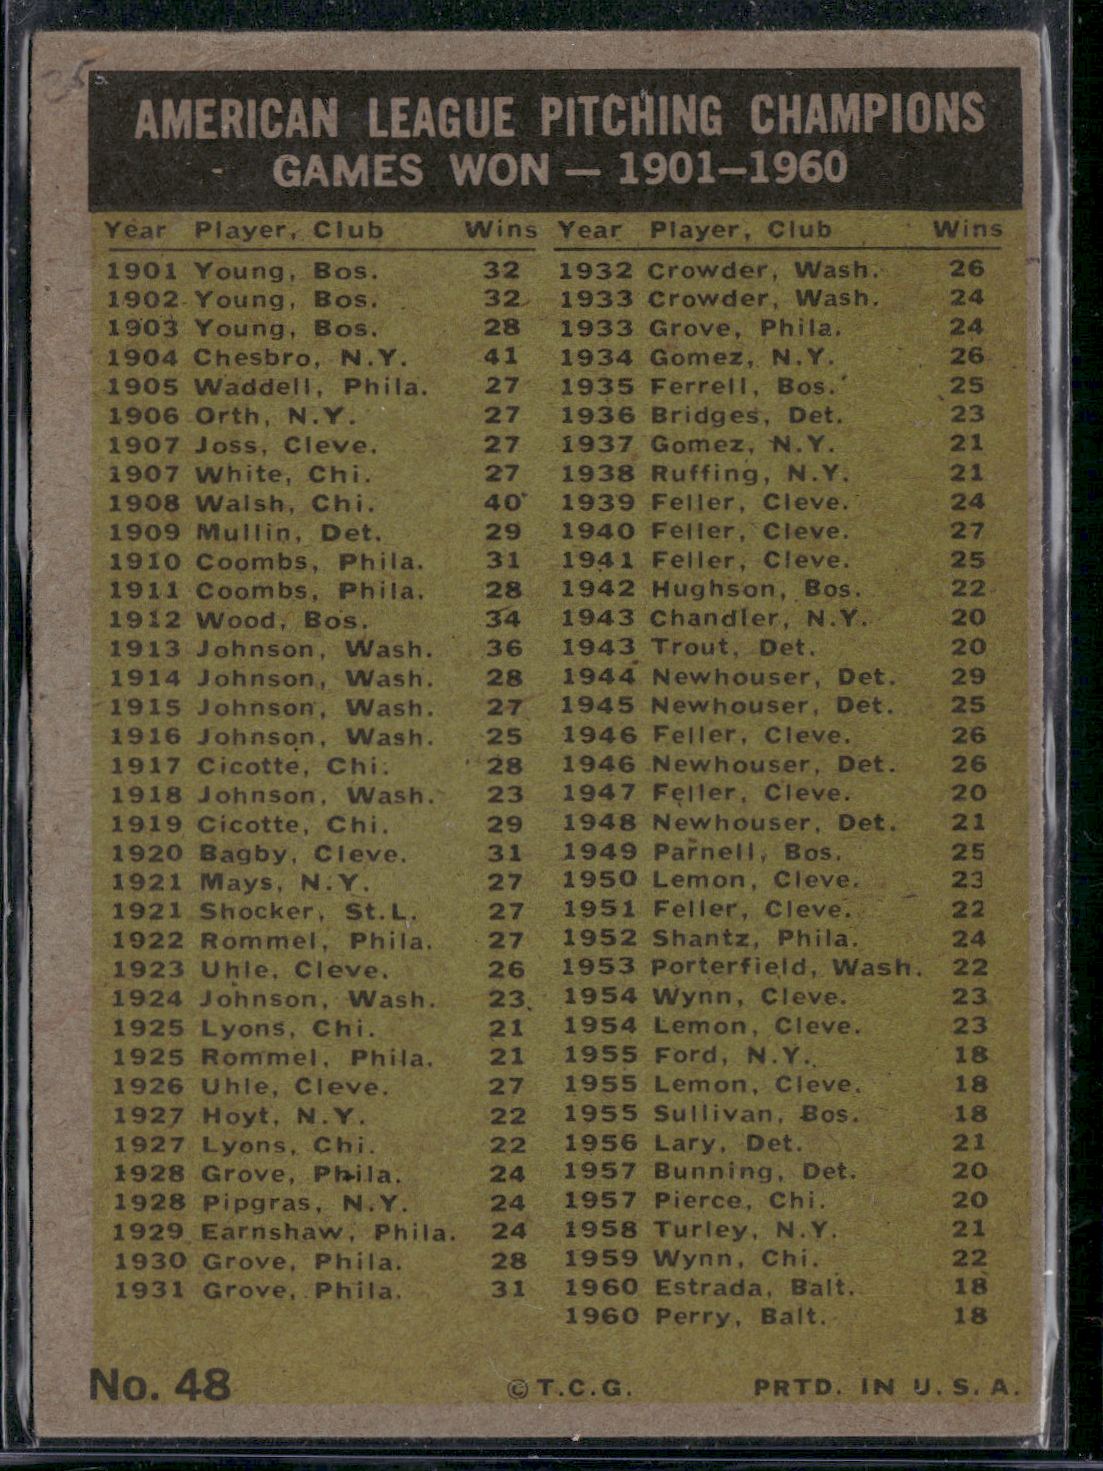 25
AMERICAN LEAGUE PITCHING CHAMPIONS
GAMES WON — 1901–1960
Year Player, Club Wins
1901 Young, Bos. 32
1902 Young, Bos. 32
1903 Young, Bos. 28
1904 Chesbro, N.Y. 41
1905 Waddell, Phila. 27
1906 Orth, N.Y. 27
1907 Joss, Cleve. 27
1907 White, Chi. 27
1908 Walsh, Chi. 40
1909 Mullin, Det. 29
1910 Coombs, Phila. 31
1911 Coombs, Phila. 28
1912 Wood, Bos. 34
1913 Johnson, Wash. 36
1914 Johnson, Wash. 28
1915 Johnson, Wash. 27
1916 Johnson, Wash. 25
1917 Cicotte, Chi. 28
1918 Johnson, Wash. 23
1919 Cicotte, Chi. 29
1920 Bagby, Cleve. 31
1921 Mays, N.Y. 27
1921 Shocker, St.L. 27
1922 Rommel, Phila. 27
1923 Uhle, Cleve. 26
1924 Johnson, Wash. 23
1925 Lyons, Chi. 21
1925 Rommel, Phila. 21
1926 Uhle, Cleve. 27
1927 Hoyt, N.Y. 22
1927 Lyons, Chi. 22
1928 Grove, Phila. 24
1928 Pipgras, N.Y. 24
1929 Earnshaw, Phila. 24
1930 Grove, Phila. 28
1931 Grove, Phila. 31
Year Player, Club Wins
1932 Crowder, Wash. 26
1933 Crowder, Wash. 24
1933 Grove, Phila. 24
1934 Gomez, N.Y. 26
1935 Ferrell, Bos. 25
1936 Bridges, Det. 23
1937 Gomez, N.Y. 21
1938 Ruffing, N.Y. 21
1939 Feller, Cleve. 24
1940 Feller, Cleve. 27
1941 Feller, Cleve. 25
1942 Hughson, Bos. 22
1943 Chandler, N.Y. 20
1943 Trout, Det. 20
1944 Newhouser, Det. 29
1945 Newhouser, Det. 25
1946 Feller, Cleve. 26
1946 Newhouser, Det. 26
1947 Feller, Cleve. 20
1948 Newhouser, Det. 21
1949 Parnell, Bos. 25
1950 Lemon, Cleve. 23
1951 Feller, Cleve. 22
1952 Shantz, Phila. 24
1953 Porterfield, Wash. 22
1954 Wynn, Cleve. 23
1954 Lemon, Cleve. 23
1955 Ford, N.Y. 18
1955 Lemon, Cleve. 18
1955 Sullivan, Bos. 18
1956 Lary, Det. 21
1957 Bunning, Det. 20
1957 Pierce, Chi. 20
1958 Turley, N.Y. 21
1959 Wynn, Chi. 22
1960 Estrada, Balt. 18
1960 Perry, Balt. 18
No. 48
© T.C.G.
PRTD. IN U.S.A.